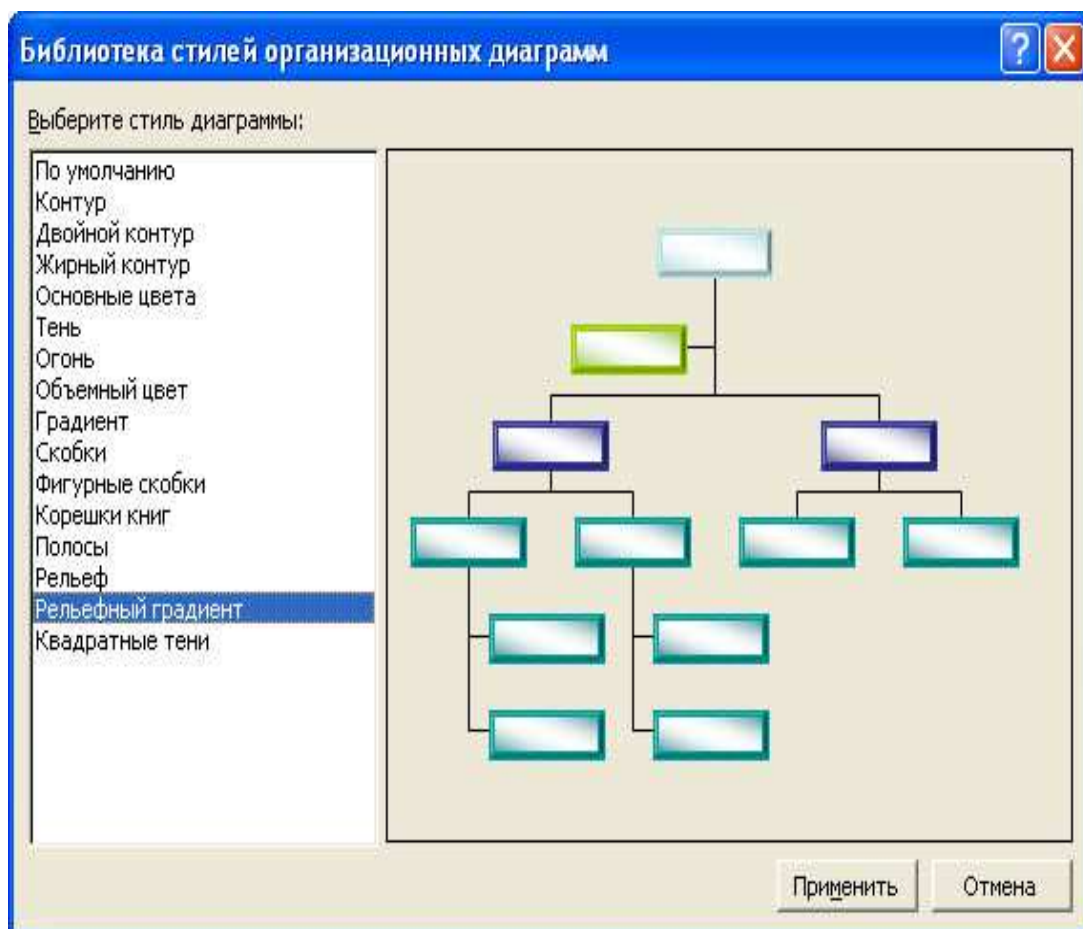 Библиотека стилей организационных диаграмм
Выберите стиль диаграммы:
По умолчанию
Контур
Двойной контур
Жирный контур
Основные цвета
Тень
Огонь
Объемный цвет
Градиент
Скобки
Фигурные скобки
Корешки книг
Полосы
Рельеф
Рельефный градиент
Квадратные тени
Применить
Отмена